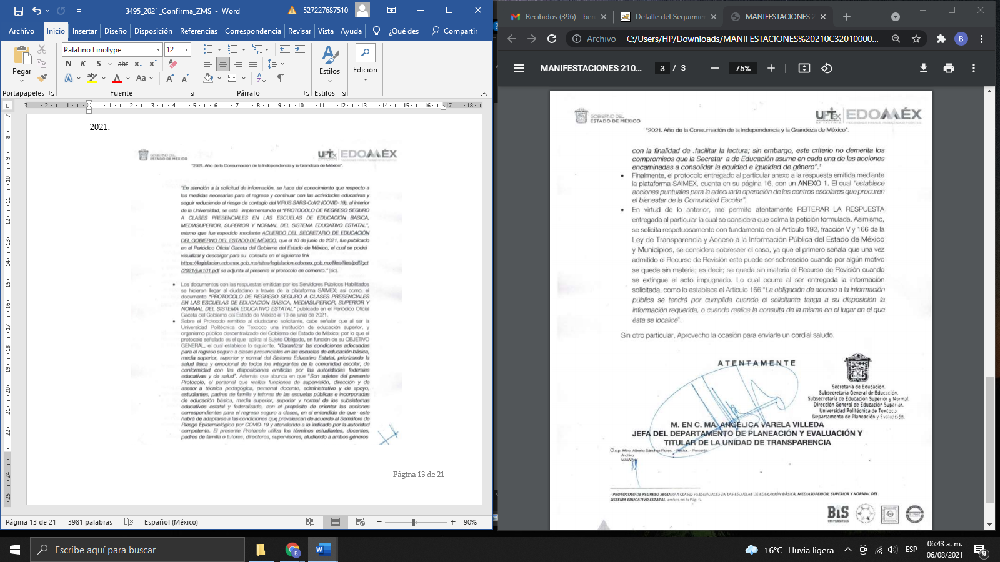 3495_2021_Confirma_ZMS - Word
527227687510
Archivo Inicio Insertar Diseño Disposición Referencias Correspondencia Revisar Vista Ayuda ¿Qué des Compartir
Pegar
Palatino Linotype 12
N K S abc x₂ x²
Estilos Edición
Portapapeles Fuente Párrafo Estilos
2021.
GOBIERNO DEL
ESTADO DE MÉXICO
EDOMÉX
"2021. Año de la Consumación de la Independencia y la Grandeza de México".
"En atención a la solicitud de información, se hace del conocimiento que respecto a
las medidas necesarias para el regreso y continuar con las actividades educativas y
seguir reduciendo el riesgo de contagio del VIRUS SARS-CoV2 (COVID-19), al interior
de la Universidad, se está implementando el "PROTOCOLO DE REGRESO SEGURO
A CLASES PRESENCIALES EN LAS ESCUELAS DE EDUCACIÓN BÁSICA,
MEDIASUPERIOR, SUPERIOR Y NORMAL DEL SISTEMA EDUCATIVO ESTATAL",
mismo que fue expedido mediante ACUERDO DEL SECRETARIO DE EDUCACIÓN
DEL GOBIERNO DEL ESTADO DE MÉXICO, que el 10 de junio de 2021, fue publicado
en el Periódico Oficial Gaceta del Gobierno del Estado de México, el cual se podrá
visualizar y descargar para su consulta en el siguiente link
https://legislacion.edomex.gob.mx/sites/legislacion.edomex.gob.mx/files/files/pdf/gct
/2021/jun101.pdf se adjunta al presente el protocolo en comento." (sic).
• Los documentos con las respuestas emitidas por los Servidores Públicos Habilitados
se hicieron llegar al ciudadano a través de la plataforma SAIMEX; así como, el
documento "PROTOCOLO DE REGRESO SEGURO A CLASES PRESENCIALES
EN LAS ESCUELAS DE EDUCACIÓN BÁSICA, MEDIASUPERIOR, SUPERIOR Y
NORMAL DEL SISTEMA EDUCATIVO ESTATAL" publicado en el Periódico Oficial
Gaceta del Gobierno del Estado de México el 10 de junio de 2021.
• Sobre el Protocolo remitido al ciudadano solicitante, cabe señalar que al ser la
Universidad Politécnica de Texcoco una institución de educación superior, y
organismo público descentralizado del Gobierno del Estado de México; por lo que el
protocolo señalado es el que aplica al Sujeto Obligado, en función de su OBJETIVO
GENERAL, el cual establece lo siguiente, "Garantizar las condiciones adecuadas
para el regreso seguro a clases presenciales en las escuelas de educación básica,
media superior, superior y normal del Sistema Educativo Estatal, priorizando la
salud física y emocional de todos los integrantes de la comunidad escolar, de
conformidad con las disposiciones emitidas por las autoridades federales
educativas y de salud". Además que abunda en que "Son sujetos del presente
Protocolo, el personal que realiza funciones de supervisión, dirección y de
asesor a técnica pedagógica, personal docente, administrativo y de apoyo,
estudiantes, padres de familia y tutores de las escuelas públicas e incorporadas
de educación básica, media superior, superior y normal de los subsistemas
educativos estatal y federalizado, con el propósito de orientar las acciones
correspondientes para el regreso seguro a clases, en el entendido de que este
habrá de adaptarse a las condiciones que prevalezcan de acuerdo al Semáforo de
Riesgo Epidemiológico por COVID-19 y atendiendo a lo indicado por la autoridad
competente. El presente Protocolo utiliza los términos estudiantes, docentes,
padres de familia o tutores, directores, supervisores, aludiendo a ambos géneros
Página 13 de 21
Página 13 de 21 3981 palabras Español (México) 90%
Recibidos (396) - ber Detalle del Seguimie MANIFESTACIONES 2
Archivo C:/Users/HP/Downloads/MANIFESTACIONES%20210C32010000... B
MANIFESTACIONES 210... 3 / 3 75%
GOBIERNO DEL
ESTADO DE MÉXICO
EDOMÉX
"2021. Año de la Consumación de la Independencia y la Grandeza de México".
con la finalidad de .facilitar la lectura; sin embargo, este criterio no demerita los
compromisos que la Secretar a de Educación asume en cada una de las acciones
encaminadas a consolidar la equidad e igualdad de género".¹
• Finalmente, el protocolo entregado al particular anexo a la respuesta emitida mediante
la plataforma SAIMEX, cuenta en su página 16, con un ANEXO 1. El cual "establece
acciones puntuales para la adecuada operación de los centros escolares que procuren
el bienestar de la Comunidad Escolar".
• En virtud de lo anterior, me permito atentamente REITERAR LA RESPUESTA
entregada al particular la cual se considera que ccima la petición formulada. Asimismo,
se solicita respetuosamente con fundamento en el Artículo 192, fracción V y 166 da la
Ley de Transparencia y Acceso a la Información Pública del Estado de México
y Municipios, se considere sobreseer el caso, ya que el primero señala que una vez
admitido el Recurso de Revisión este puede ser sobreseído cuando por algún motivo
se quede sin materia; es decir; se queda sin materia el Recurso de Revisión cuando
se extingue el acto impugnado. Lo cual ocurre al ser entregada la información
solicitada, como lo establece el Artículo 166 "La obligación de acceso a la información
pública se tendrá por cumplida cuando el solicitante tenga a su disposición la
información requerida, o cuando realice la consulta de la misma en el lugar en el que
ésta se localice".
Sin otro particular, Aprovecho la ocasión para enviarle un cordial saludo.
ATENTAMENTE
Secretaría de Educación.
Subsecretaría General de Educación.
Subsecretaría de Educación Superior y Normal.
Dirección General de Educación Superior.
Universidad Politécnica de Texcoco.
Departamento de Planeación y Evaluación.
M. EN C. MA. ANGÉLICA VARELA VILLEDA
JEFA DEL DEPARTAMENTO DE PLANEACIÓN Y EVALUACIÓN Y
TITULAR DE LA UNIDAD DE TRANSPARENCIA
C.c.p. Mtro. Alberto Sánchez Flores. - Rector. - Presente.
Archivo
¹ PROTOCOLO DE REGRESO SEGURO A CLASES PRESENCIALES EN LAS ESCUELAS DE EDUCACIÓN BÁSICA, MEDIASUPERIOR, SUPERIOR Y NORMAL DEL
SISTEMA EDUCATIVO ESTATAL, en la Pág.
BIS
UNIVERSITIES
Escribe aquí para buscar
16°C Lluvia ligera ESP
06:43 a. m.
06/08/2021
9